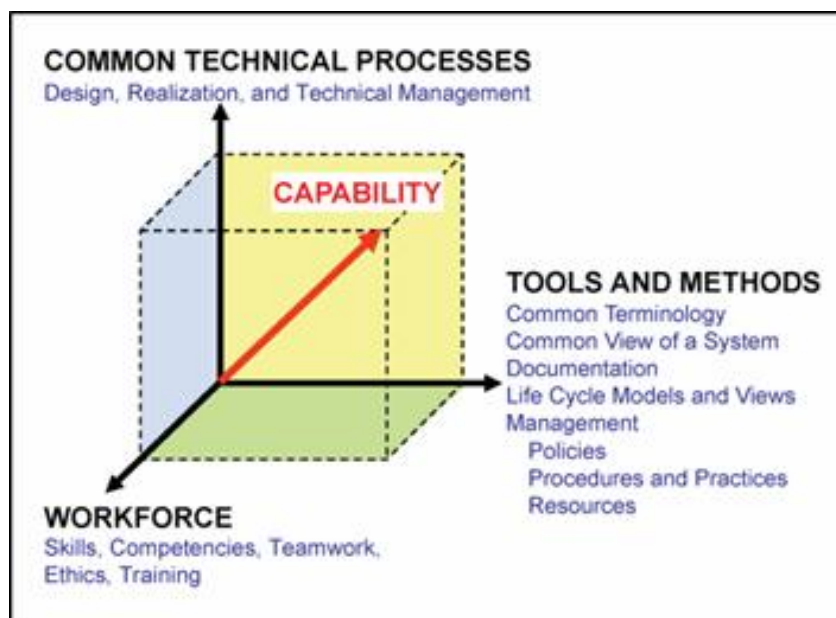 COMMON TECHNICAL PROCESSES
Design, Realization, and Technical Management
CAPABILITY
TOOLS AND METHODS
Common Terminology
Common View of a System
Documentation
Life Cycle Models and Views
Management
Policies
Procedures and Practices
Resources
WORKFORCE
Skills, Competencies, Teamwork,
Ethics, Training